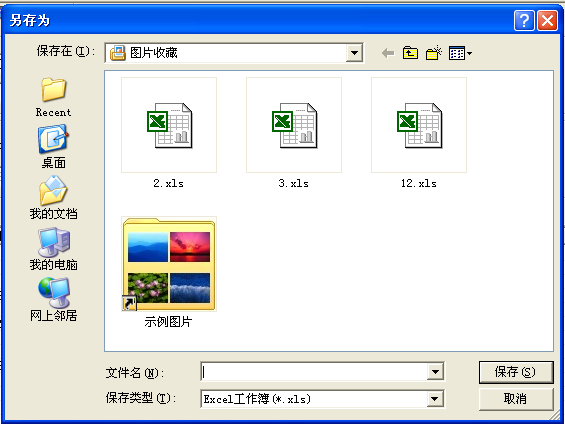 另存为
保存在(I):
图片收藏
Recent
桌面
我的文档
我的电脑
网上邻居
2.xls
3.xls
12.xls
示例图片
文件名(N):
保存(S)
保存类型(T):
Excel工作簿(*.xls)
取消